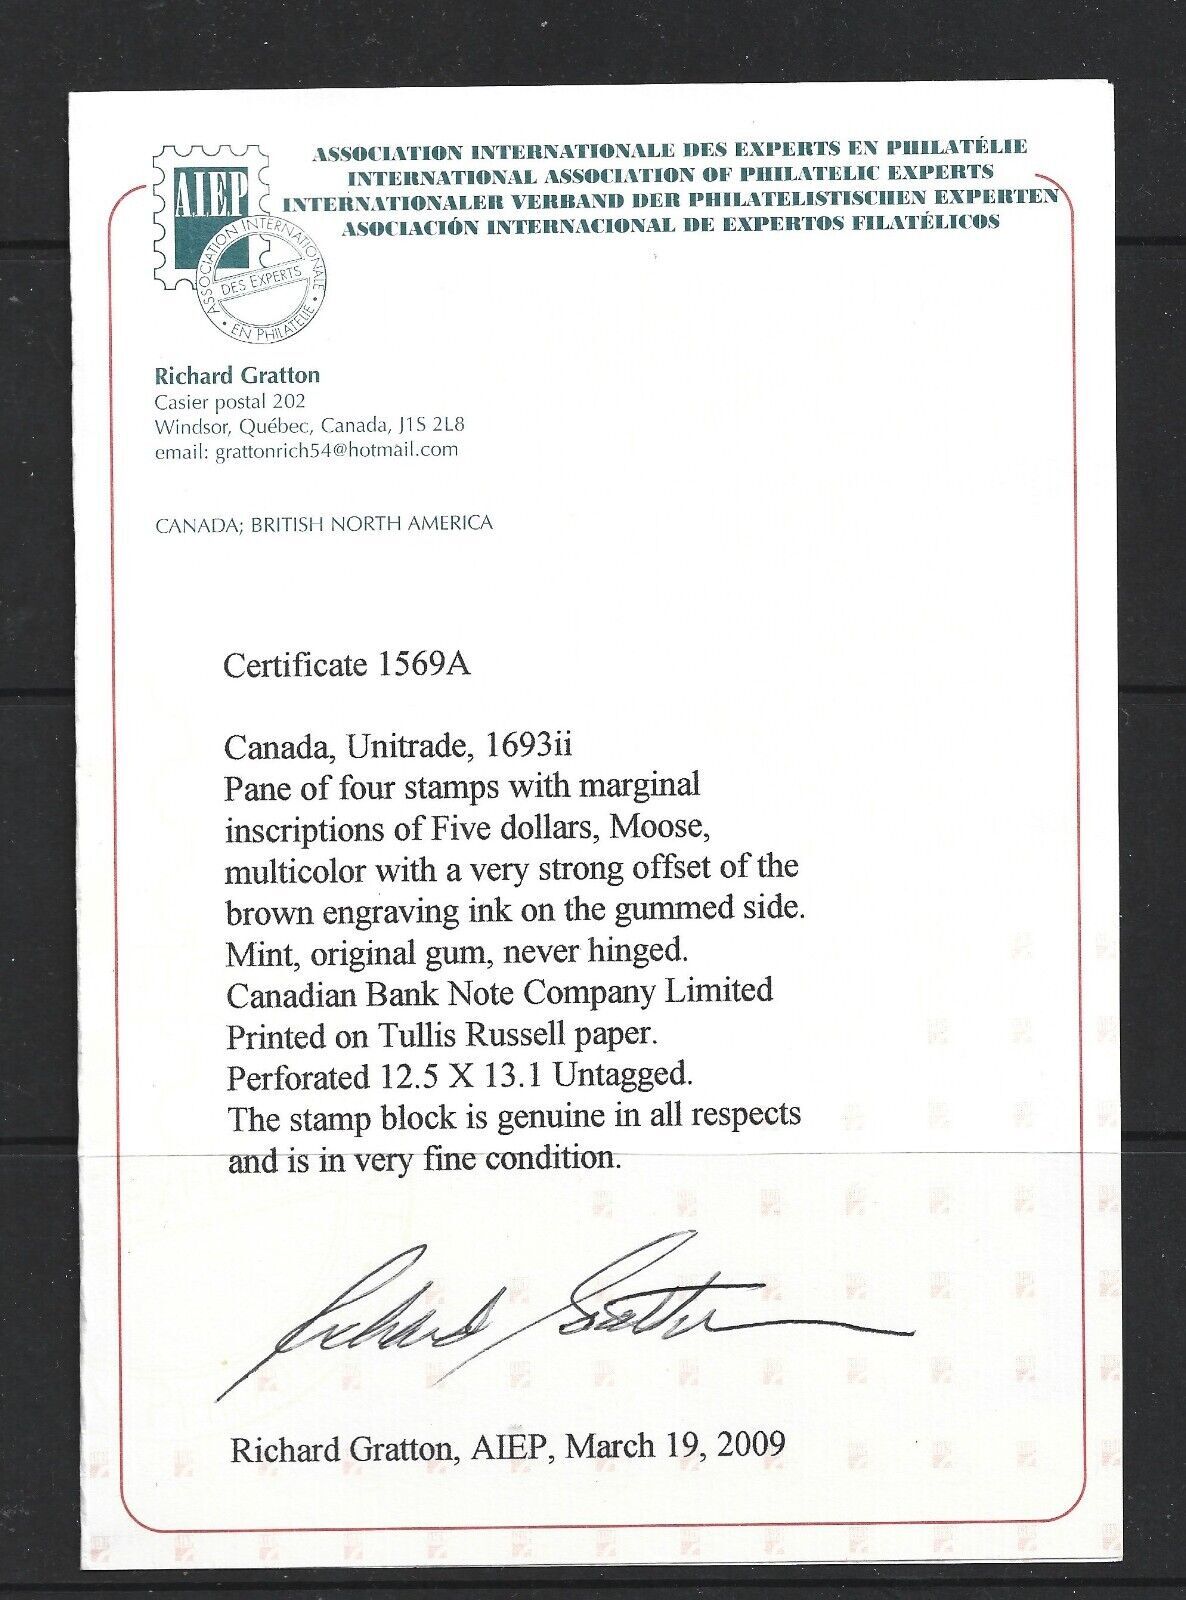 ASSOCIATION INTERNATIONALE DES EXPERTS EN PHILATÉLIE
INTERNATIONAL ASSOCIATION OF PHILATELIC EXPERTS
INTERNATIONALER VERBAND DER PHILATELISTISCHEN EXPERTEN
ASOCIACIÓN INTERNACIONAL DE EXPERTOS FILATÉLICOS
AIEP
ASSOCIATION INTERNATIONALE
DES EXPERTS
• EN PHILATELIE •
Richard Gratton
Casier postal 202
Windsor, Québec, Canada, J1S 2L8
email: grattonrich54@hotmail.com
CANADA; BRITISH NORTH AMERICA
Certificate 1569A
Canada, Unitrade, 1693ii
Pane of four stamps with marginal
inscriptions of Five dollars, Moose,
multicolor with a very strong offset of the
brown engraving ink on the gummed side.
Mint, original gum, never hinged.
Canadian Bank Note Company Limited
Printed on Tullis Russell paper.
Perforated 12.5 X 13.1 Untagged.
The stamp block is genuine in all respects
and is in very fine condition.
Richard Gratton
Richard Gratton, AIEP, March 19, 2009